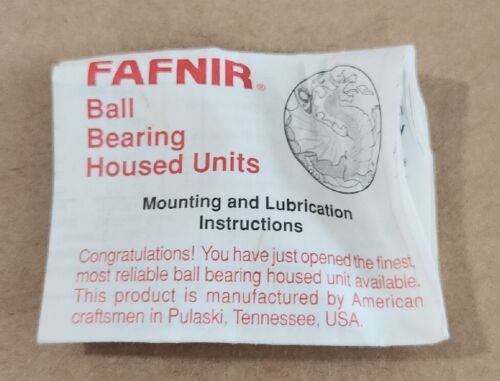 FAFNIR®
Ball
Bearing
Housed Units
Mounting and Lubrication
Instructions
Congratulations! You have just opened the finest,
most reliable ball bearing housed unit available.
This product is manufactured by American
craftsmen in Pulaski, Tennessee, USA.